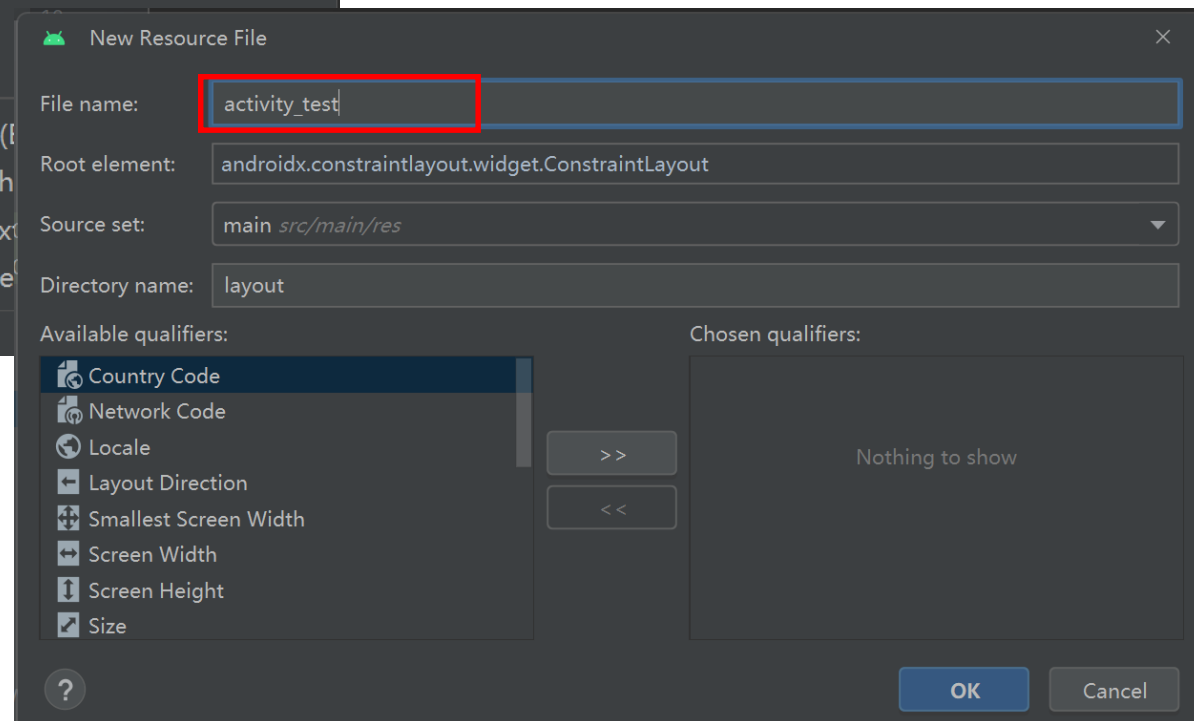 New Resource File
File name: activity_test
Root element: androidx.constraintlayout.widget.ConstraintLayout
Source set: main src/main/res
Directory name: layout
Available qualifiers: Chosen qualifiers:
Country Code
Network Code
Locale
Nothing to show
Layout Direction
Smallest Screen Width
Screen Width
Screen Height
Size
>>
<<
?
OK Cancel